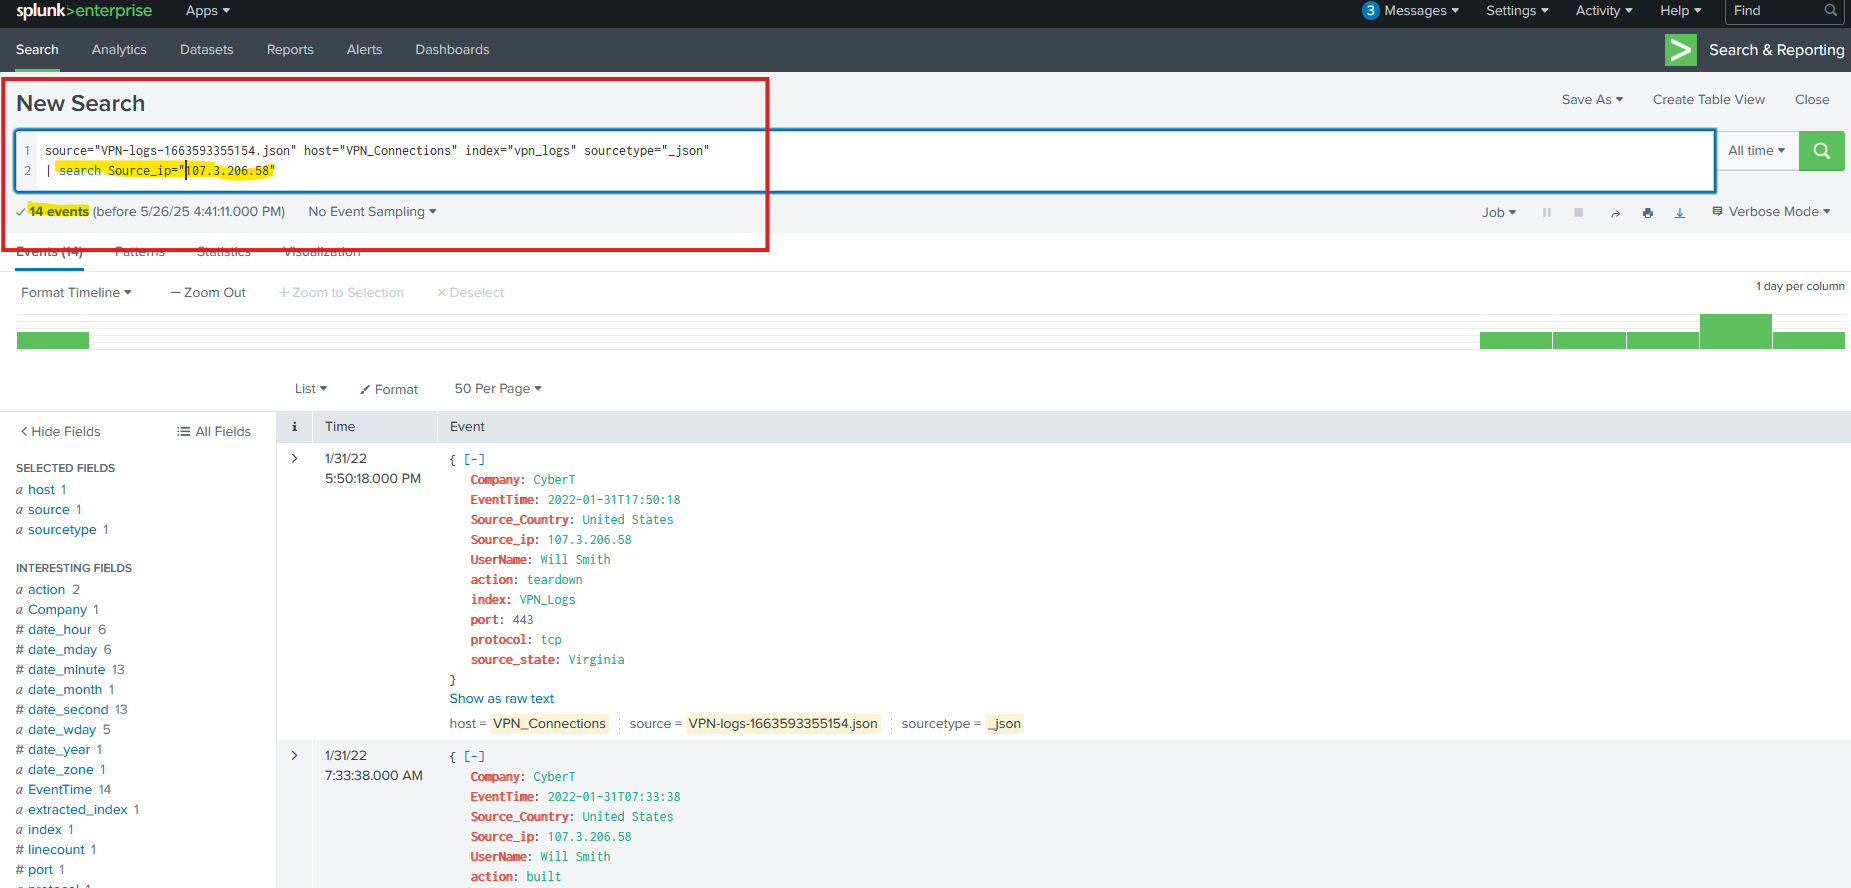 splunk>enterprise Apps 3 Messages Settings Activity Help Find
Search Analytics Datasets Reports Alerts Dashboards Search & Reporting
New Search Save As Create Table View Close
1 source="VPN-logs-1663593355154.json" host="VPN_Connections" index="vpn_logs" sourcetype="_json" All time
2 | search Source_ip="107.3.206.58"
14 events (before 5/26/25 4:41:11.000 PM) No Event Sampling Job Verbose Mode
Events (14) Patterns Statistics Visualization
Format Timeline — Zoom Out + Zoom to Selection × Deselect 1 day per column
List Format 50 Per Page
< Hide Fields All Fields i Time Event
SELECTED FIELDS
a host 1
a source 1
a sourcetype 1
INTERESTING FIELDS
a action 2
a Company 1
# date_hour 6
# date_mday 6
# date_minute 13
a date_month 1
# date_second 13
a date_wday 5
# date_year 1
a date_zone 1
a EventTime 14
a extracted_index 1
a index 1
# linecount 1
# port 1
> 1/31/22 { [-]
5:50:18.000 PM
Company: CyberT
EventTime: 2022-01-31T17:50:18
Source_Country: United States
Source_ip: 107.3.206.58
UserName: Will Smith
action: teardown
index: VPN_Logs
port: 443
protocol: tcp
source_state: Virginia
}
Show as raw text
host = VPN_Connections source = VPN-logs-1663593355154.json sourcetype = _json
> 1/31/22 { [-]
7:33:38.000 AM
Company: CyberT
EventTime: 2022-01-31T07:33:38
Source_Country: United States
Source_ip: 107.3.206.58
UserName: Will Smith
action: built